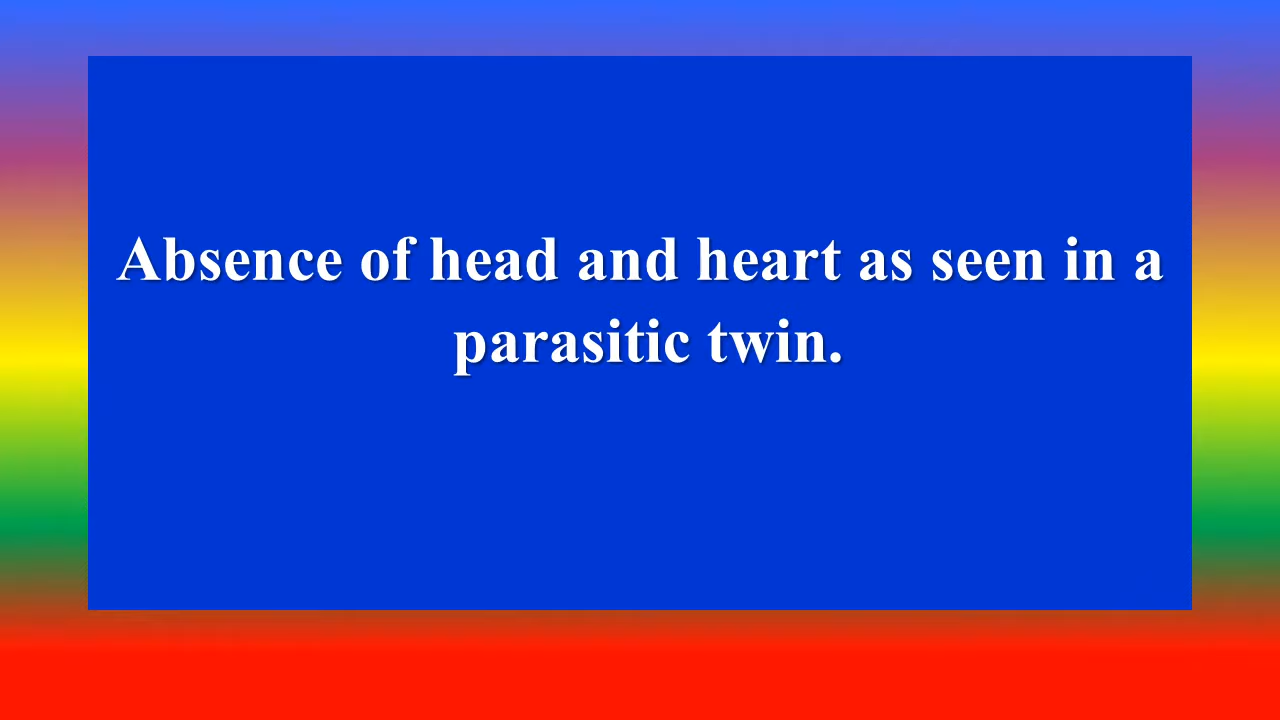 Absence of head and heart as seen in a
parasitic twin.